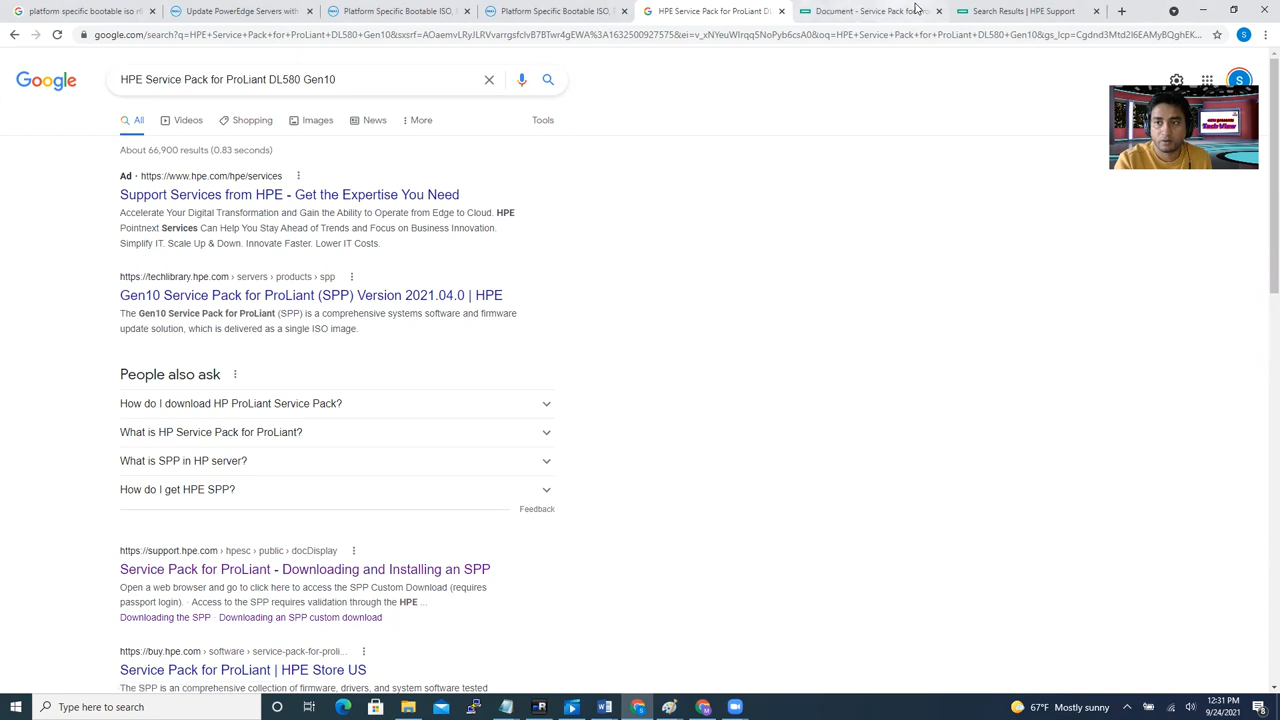 platform specific bootable iso
Update PowerEdge Servers with
Platform Specific Bootable ISO,
Platform Specific Bootable ISO,
HPE Service Pack for ProLiant DL
Document - Service Pack for
Search Results | HPE Support
google.com/search?q=HPE+Service+Pack+for+ProLiant+DL580+Gen10
S
Google
HPE Service Pack for ProLiant DL580 Gen10
S
All
Videos
Shopping
Images
News
More
Tools
About 66,900 results (0.83 seconds)
Tech View
Ad · https://www.hpe.com/hpe/services
Support Services from HPE - Get the Expertise You Need
Accelerate Your Digital Transformation and Gain the Ability to Operate from Edge to Cloud. HPE
Pointnext Services Can Help You Stay Ahead of Trends and Focus on Business Innovation.
Simplify IT. Scale Up & Down. Innovate Faster. Lower IT Costs.
https://techlibrary.hpe.com › servers › products › spp
Gen10 Service Pack for ProLiant (SPP) Version 2021.04.0 | HPE
The Gen10 Service Pack for ProLiant (SPP) is a comprehensive systems software and firmware
update solution, which is delivered as a single ISO image.
People also ask
How do I download HP ProLiant Service Pack?
What is HP Service Pack for ProLiant?
What is SPP in HP server?
How do I get HPE SPP?
Feedback
https://support.hpe.com › hpesc › public › docDisplay
Service Pack for ProLiant - Downloading and Installing an SPP
Open a web browser and go to click here to access the SPP Custom Download (requires
passport login). · Access to the SPP requires validation through the HPE ...
Downloading the SPP · Downloading an SPP custom download
https://buy.hpe.com › software › service-pack-for-proli...
Service Pack for ProLiant | HPE Store US
The SPP is an comprehensive collection of firmware, drivers, and system software tested
Type here to search
67°F Mostly sunny
12:31 PM
9/24/2021
8